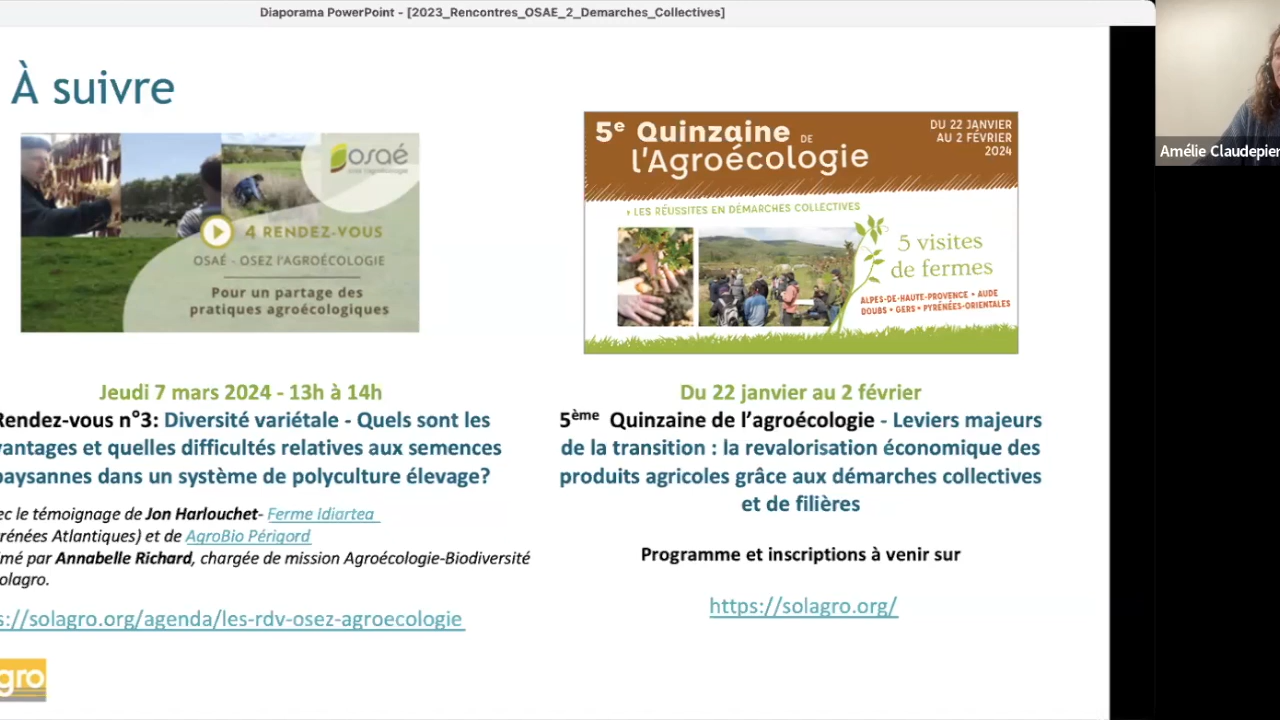 Diaporama PowerPoint - [2023_Rencontres_OSAE_2_Demarches_Collectives]
À suivre
osaé
4 RENDEZ-VOUS
OSAÉ - OSEZ l'AGROÉCOLOGIE
Pour un partage des
pratiques agroécologiques
Jeudi 7 mars 2024 - 13h à 14h
Rendez-vous n°3: Diversité variétale - Quels sont les
vantages et quelles difficultés relatives aux semences
paysannes dans un système de polyculture élevage?
ec le témoignage de Jon Harlouchet- Ferme Idiartea
rénées Atlantiques) et de AgroBio Périgord
imé par Annabelle Richard, chargée de mission Agroécologie-Biodiversité
olagro.
s://solagro.org/agenda/les-rdv-osez-agroecologie
gro
5e Quinzaine DE
l'Agroécologie
DU 22 JANVIER
AU 2 FÉVRIER
2024
LES RÉUSSITES EN DÉMARCHES COLLECTIVES
5 visites
de fermes
ALPES-DE-HAUTE-PROVENCE • AUDE
DOUBS • GERS • PYRÉNÉES-ORIENTALES
Du 22 janvier au 2 février
5ème Quinzaine de l'agroécologie - Leviers majeurs
de la transition : la revalorisation économique des
produits agricoles grâce aux démarches collectives
et de filières
Programme et inscriptions à venir sur
https://solagro.org/
Amélie Claudepier